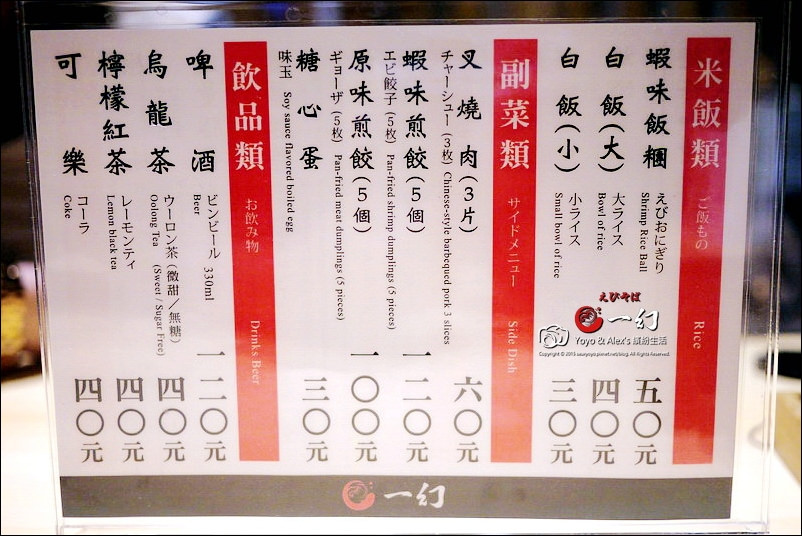 米飯類 ご飯もの Rice
蝦味飯糰 えびおにぎり 五〇元
Shrimp Rice Ball
白飯(大) 大ライス 四〇元
Bowl of rice
白飯(小) 小ライス 三〇元
Small bowl of rice
副菜類 サイドメニュー Side Dish
叉燒肉(3片) 六〇元
チャーシュー(3枚) Chinese-style barbequed pork 3 slices
蝦味煎餃(5個) 一二〇元
エビ餃子(5枚) Pan-fried shrimp dumplings (5 pieces)
原味煎餃(5個) 一〇〇元
ギョーザ(5枚) Pan-fried meat dumplings (5 pieces)
糖心蛋 三〇元
味玉 Soy sauce flavored boiled egg
飲品類 お飲み物 Drinks Beer
啤酒 ビンビール 330ml 一二〇元
Beer
烏龍茶 ウーロン茶(微甜/無糖) 四〇元
Oolong Tea (Sweet / Sugar Free)
檸檬紅茶 レーモンティ 四〇元
Lemon black tea
可樂 コーラ 四〇元
Coke
えびそば
一幻
Yoyo & Alex's 繽紛生活
一幻